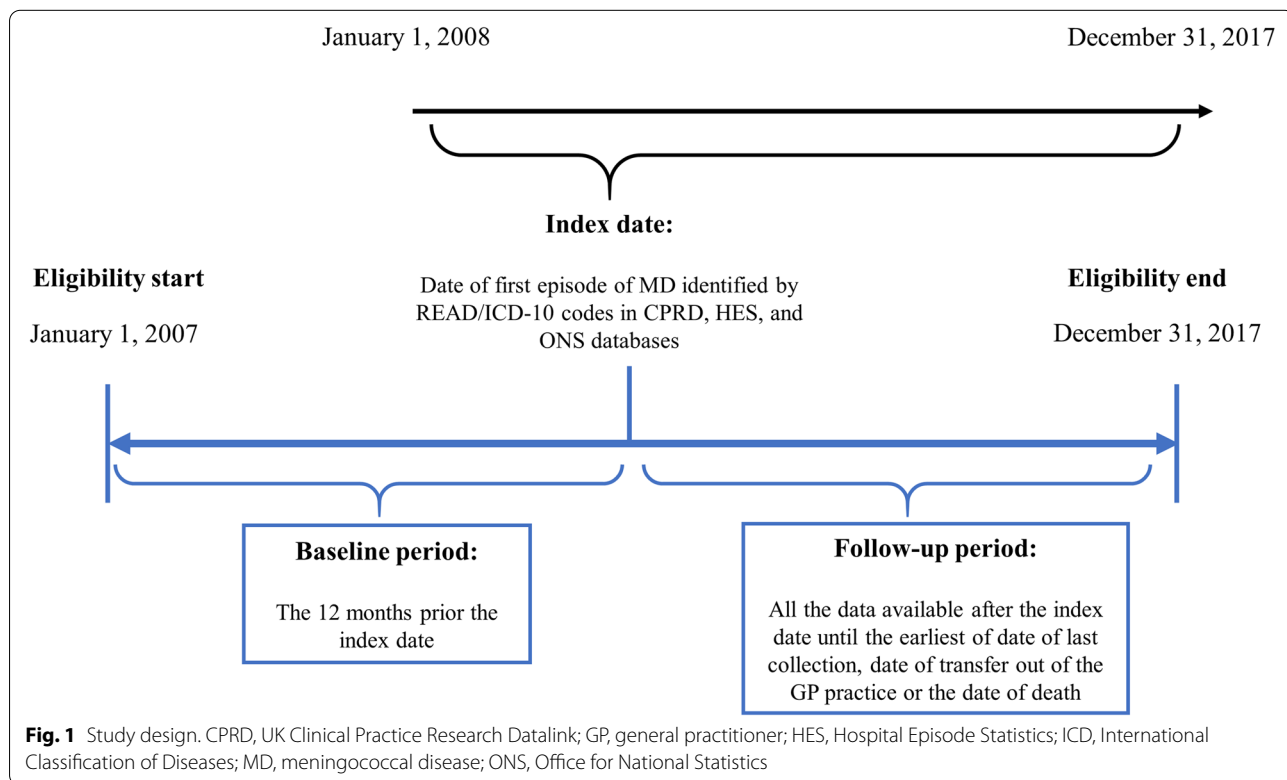 January 1, 2008
December 31, 2017
Index date:
Date of first episode of MD identified by
READ/ICD-10 codes in CPRD, HES, and
ONS databases
Eligibility start
January 1, 2007
Eligibility end
December 31, 2017
Baseline period:
The 12 months prior the
index date
Follow-up period:
All the data available after the index
date until the earliest of date of last
collection, date of transfer out of the
GP practice or the date of death
Fig. 1 Study design. CPRD, UK Clinical Practice Research Datalink; GP, general practitioner; HES, Hospital Episode Statistics; ICD, International
Classification of Diseases; MD, meningococcal disease; ONS, Office for National Statistics